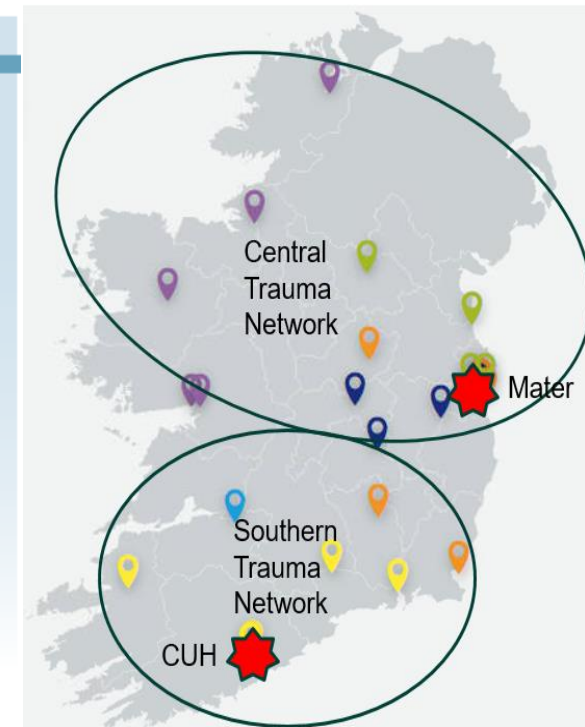 Central
Trauma
Network
Mater
Southern
Trauma
Network
CUH